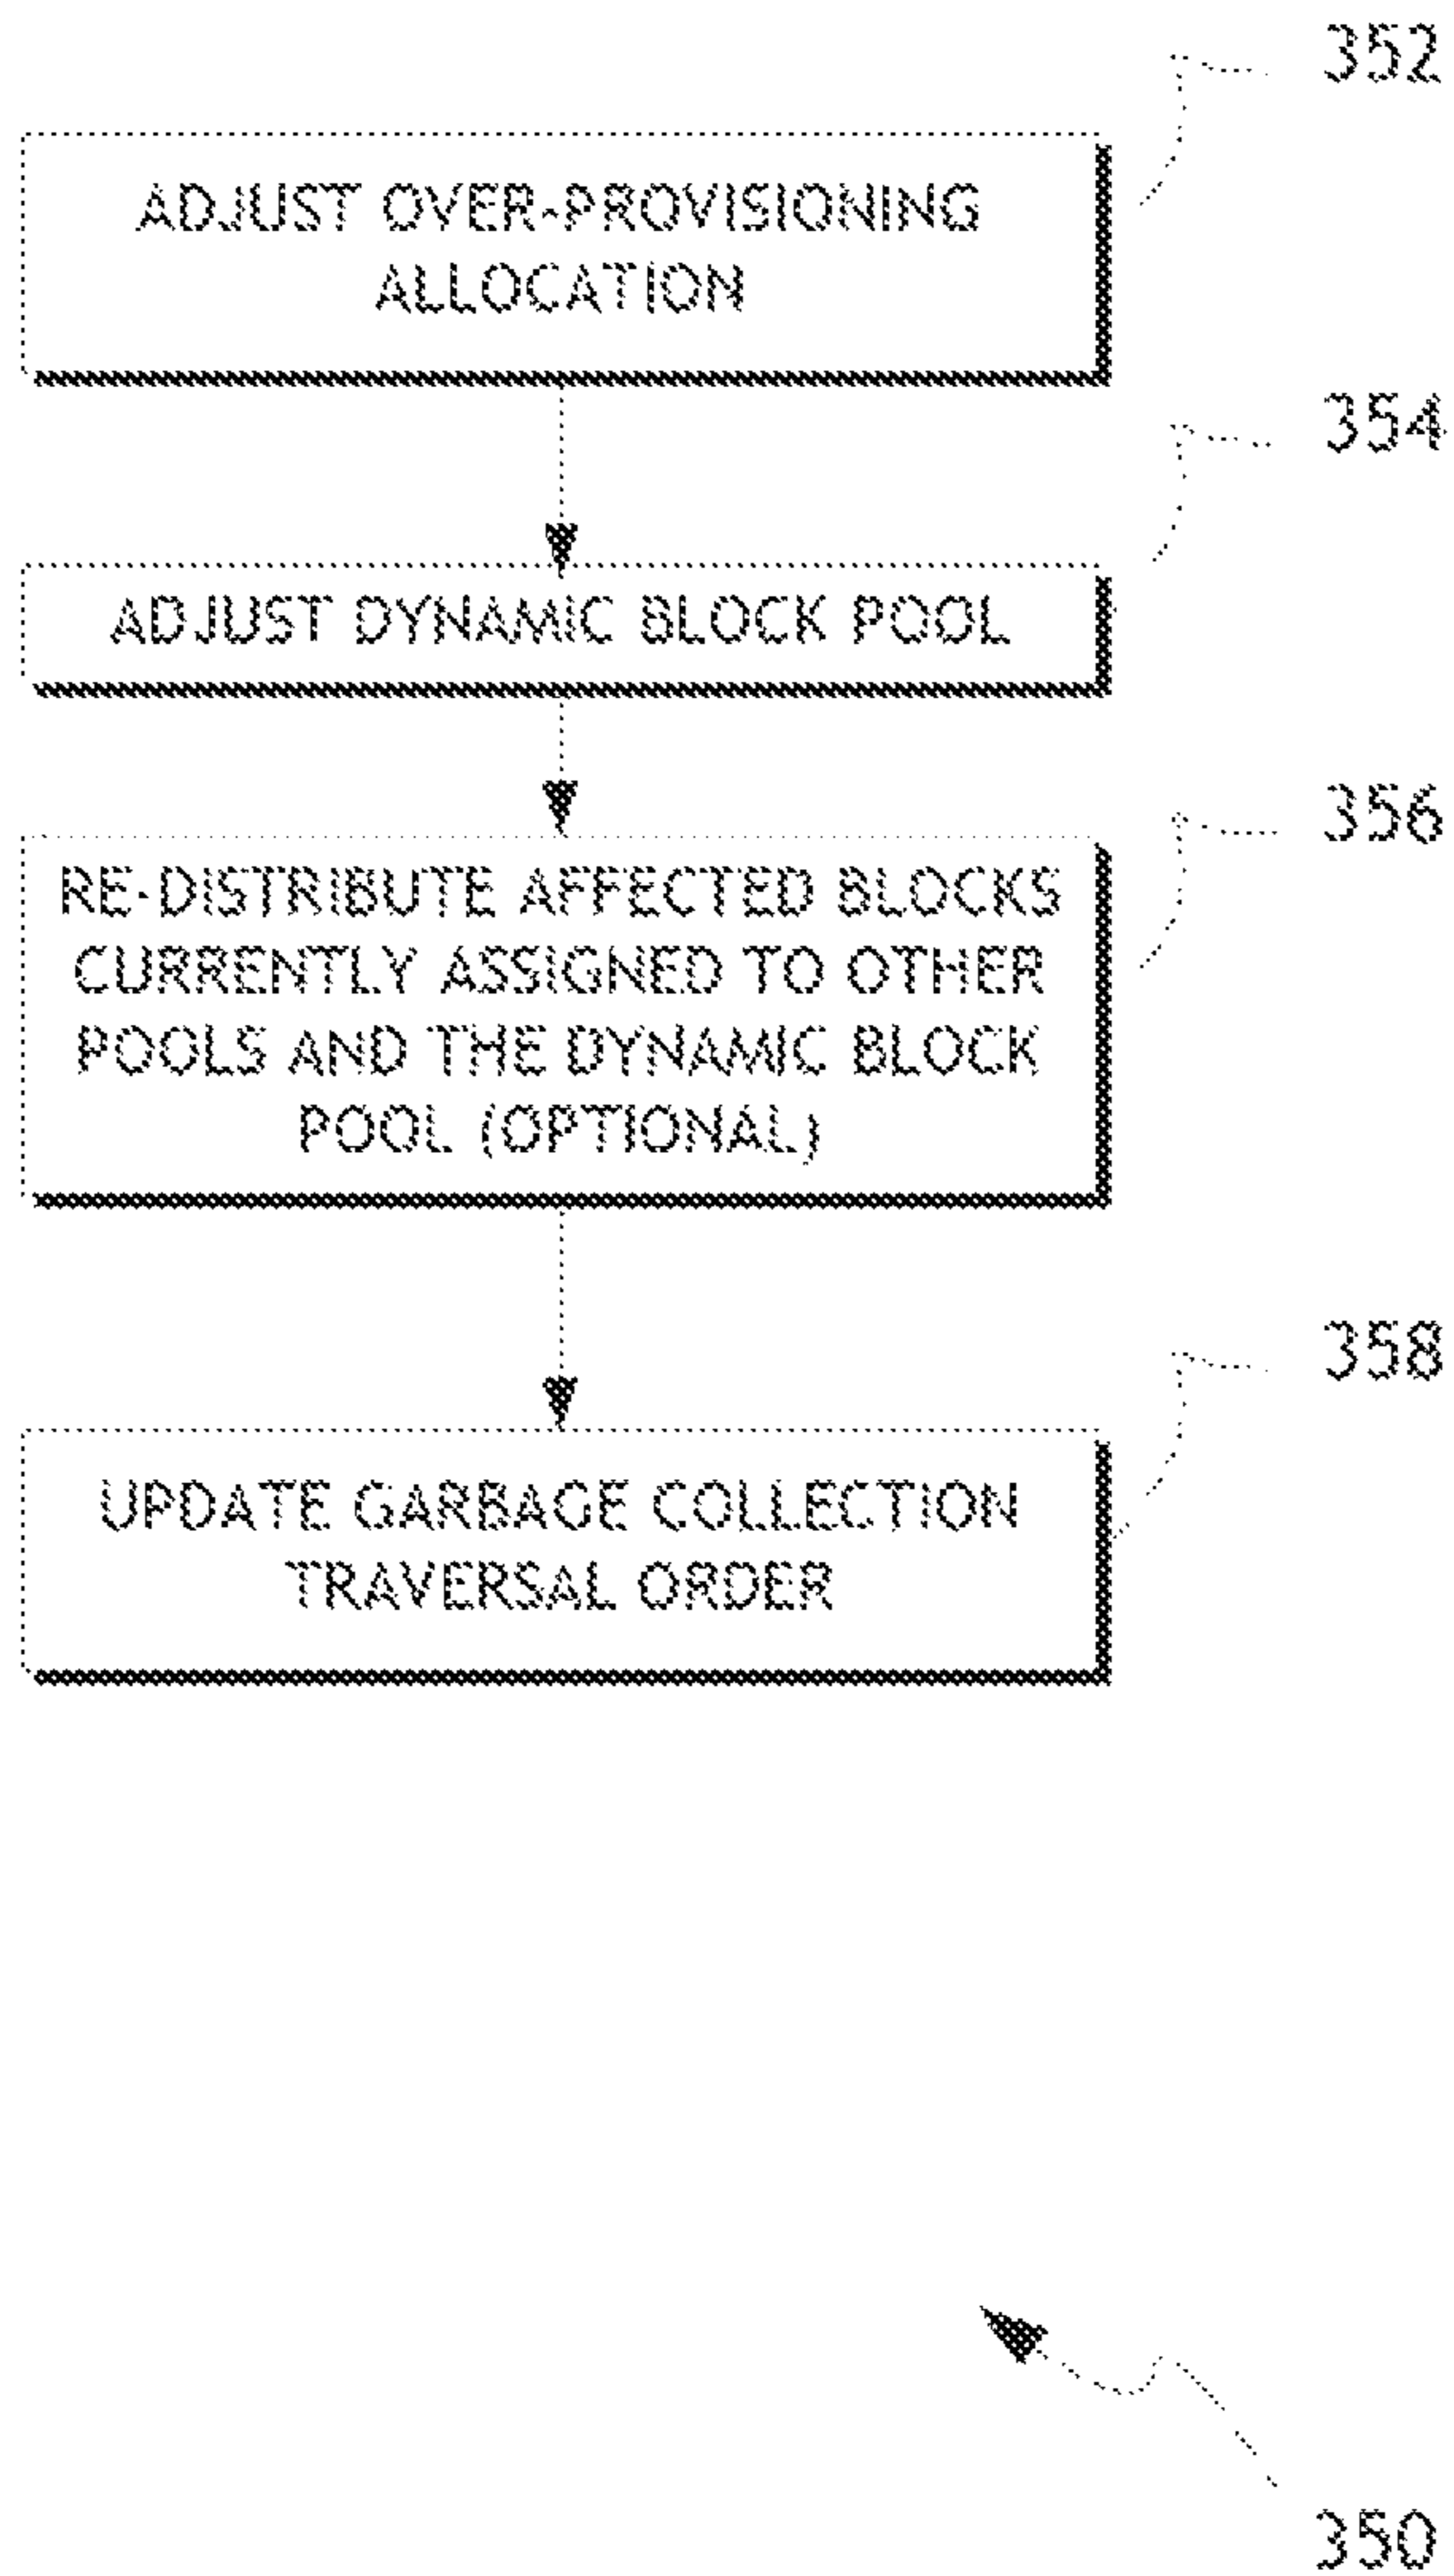 352
ADJUST OVER-PROVISIONING
ALLOCATION
354
ADJUST DYNAMIC BLOCK POOL
356
RE-DISTRIBUTE AFFECTED BLOCKS
CURRENTLY ASSIGNED TO OTHER
POOLS AND THE DYNAMIC BLOCK
POOL (OPTIONAL)
358
UPDATE GARBAGE COLLECTION
TRAVERSAL ORDER
350